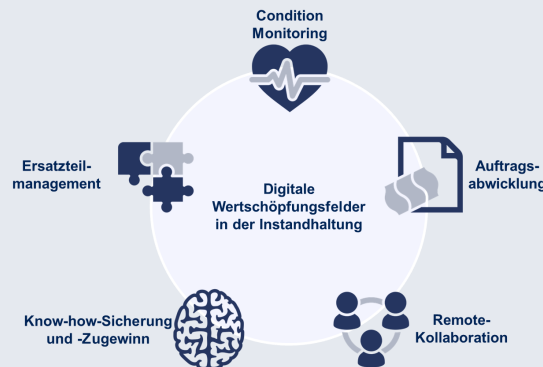 Condition
Monitoring
Ersatzteil-
management
Auftrags-
abwicklung
Digitale
Wertschöpfungsfelder
in der Instandhaltung
Know-how-Sicherung
und -Zugewinn
Remote-
Kollaboration